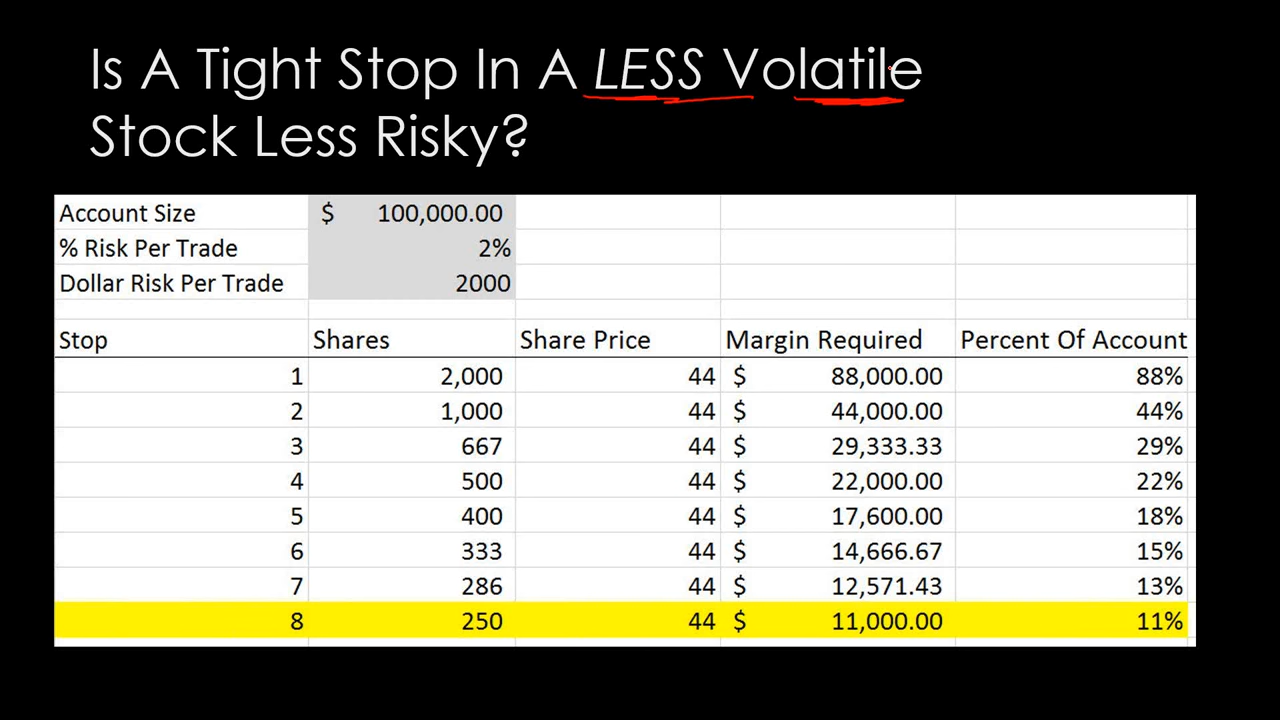 Is A Tight Stop In A LESS Volatile
Stock Less Risky?
Account Size $ 100,000.00
% Risk Per Trade 2%
Dollar Risk Per Trade 2000
Stop Shares Share Price Margin Required Percent Of Account
1 2,000 44 $ 88,000.00 88%
2 1,000 44 $ 44,000.00 44%
3 667 44 $ 29,333.33 29%
4 500 44 $ 22,000.00 22%
5 400 44 $ 17,600.00 18%
6 333 44 $ 14,666.67 15%
7 286 44 $ 12,571.43 13%
8 250 44 $ 11,000.00 11%